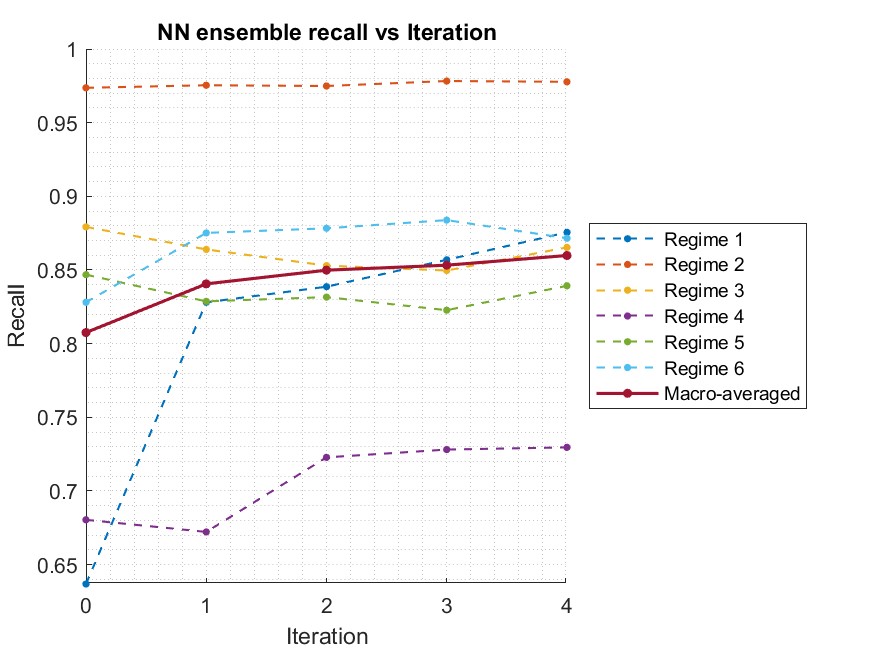 NN ensemble recall vs Iteration
1
0.95
0.9
0.85
0.8
0.75
0.7
0.65
Recall
0
1
2
3
4
Iteration
Regime 1
Regime 2
Regime 3
Regime 4
Regime 5
Regime 6
Macro-averaged